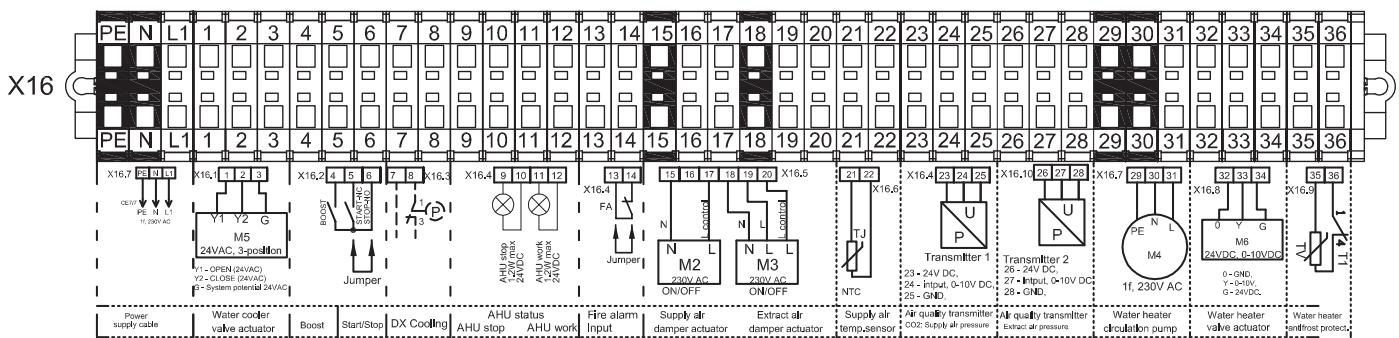 PE N L1 1 2 3 4 5 6 7 8 9 10 11 12 13 14 15 16 17 18 19 20 21 22 23 24 25 26 27 28 29 30 31 32 33 34 35 36
X16
PE N L1 1 2 3 4 5 6 7 8 9 10 11 12 13 14 15 16 17 18 19 20 21 22 23 24 25 26 27 28 29 30 31 32 33 34 35 36
X16.7 PE N L1
CE7/7
PE N L1
1f, 230V AC
Power
supply cable
X16.1 1 2 3
Y1 Y2 G
M5
24VAC, 3-position
Y1 - OPEN (24VAC)
Y2 - CLOSE (24VAC)
G - System potential 24VAC
Water cooler
valve actuator
X16.2 4 5 6
BOOST
START-NC
STOP-NO
Jumper
Boost
Start/Stop
7 8 X16.3
1
3
P
DX Cooling
X16.4 9 10 11 12
AHU stop
1,2W max
24VDC
AHU work
1,2W max
24VDC
AHU status
AHU stop AHU work
13 14
X16.4
FA
Jumper
Fire alarm
Input
15 16 17 18 19 20 X16.5
N
L control
N
L
L control
N L
M2
230V AC
ON/OFF
N L L
M3
230V AC
ON/OFF
Supply air
damper actuator
Extract air
damper actuator
21 22
X16.6
TJ
NTC
Supply air
temp.sensor
X16.4 23 24 25
U
P
Transmitter 1
23 - 24V DC,
24 - intput, 0-10V DC,
25 - GND,
Air quality transmitter
CO2; Supply air pressure
X16.10 26 27 28
U
P
Transmitter 2
26 - 24V DC,
27 - Intput, 0-10V DC
28 - GND,
Air quality transmitter
Extract air pressure
X16.7 29 30 31
PE N L
M4
1f, 230V AC
Water heater
circulation pump
X16.8 32 33 34
0 Y G
M6
24VDC, 0-10VDC
0 - GND,
Y - 0-10V,
G - 24VDC.
Water heater
valve actuator
X16.9 35 36
TV
1
4
T1
Water heater
antifrost protect.